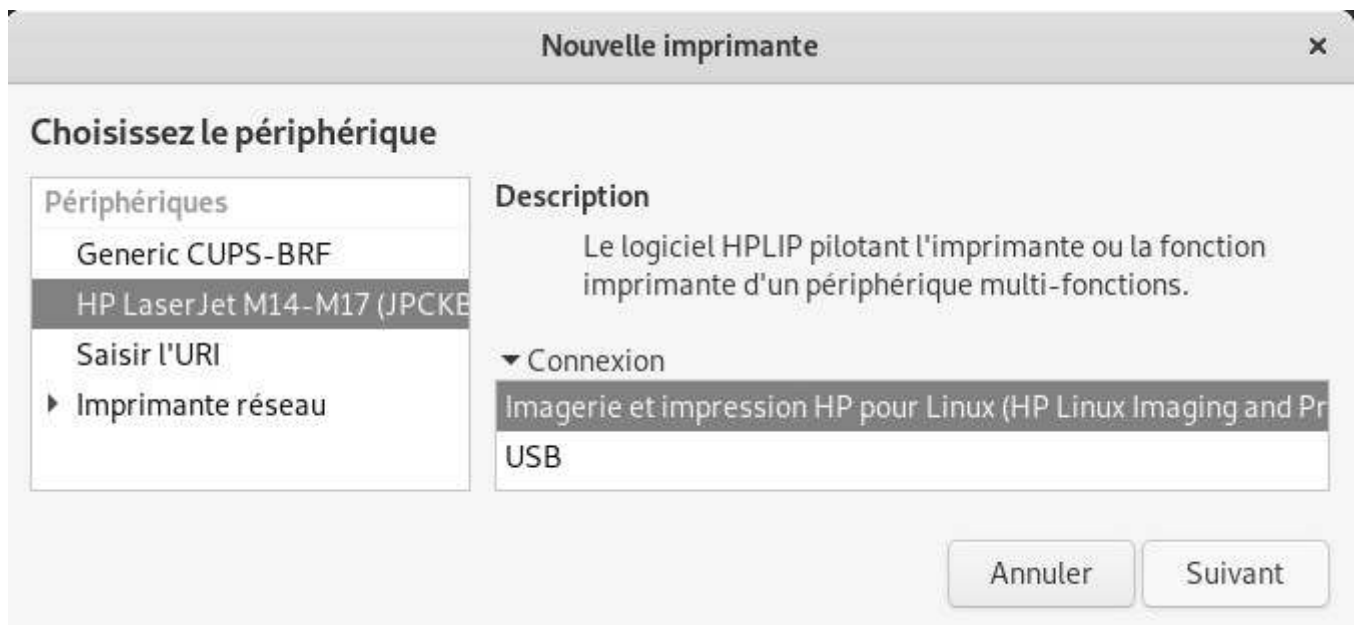 Nouvelle imprimante
Choisissez le périphérique
Périphériques
Generic CUPS-BRF
HP LaserJet M14-M17 (JPCKB
Saisir l'URI
Imprimante réseau
Description
Le logiciel HPLIP pilotant l'imprimante ou la fonction
imprimante d'un périphérique multi-fonctions.
Connexion
Imagerie et impression HP pour Linux (HP Linux Imaging and Pr
USB
Annuler
Suivant